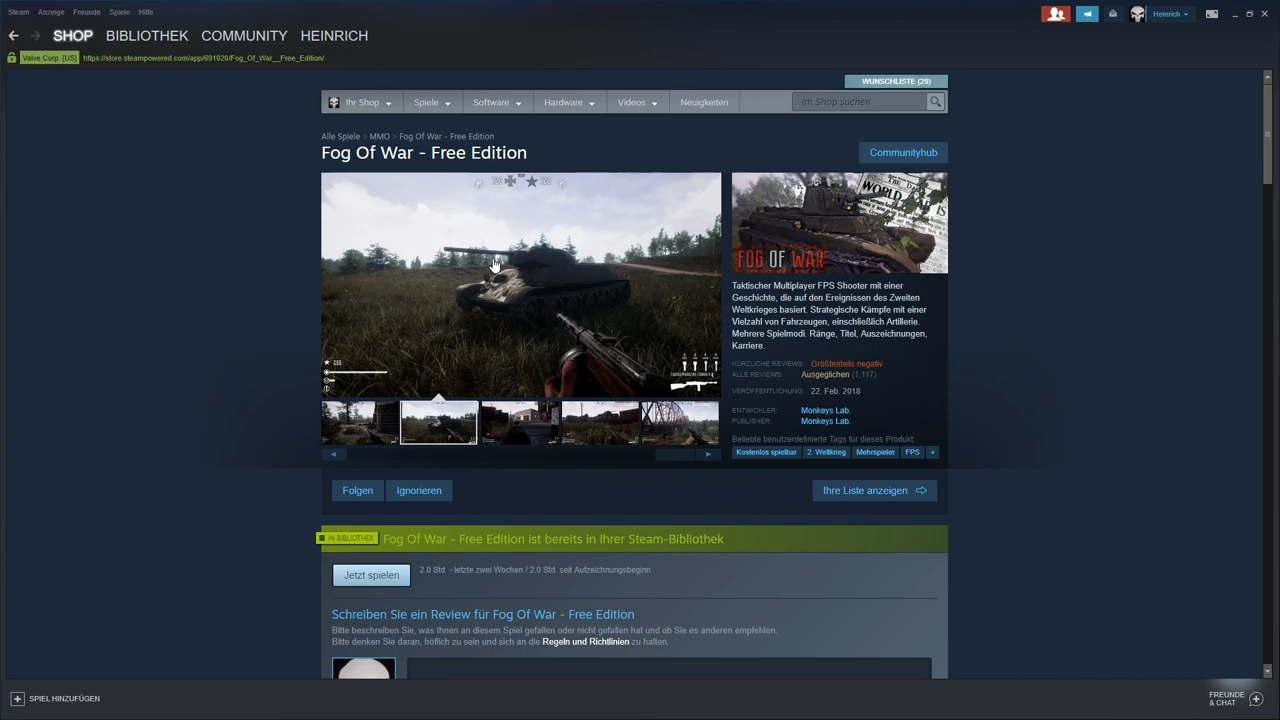 Steam Anzeige Freunde Spiele Hilfe
Heinrich
SHOP BIBLIOTHEK COMMUNITY HEINRICH
Valve Corp. [US] https://store.steampowered.com/app/691020/Fog_Of_War__Free_Edition/
WUNSCHLISTE (29)
Ihr Shop Spiele Software Hardware Videos Neuigkeiten Im Shop suchen
Alle Spiele > MMO > Fog Of War - Free Edition
Fog Of War - Free Edition
Communityhub
120 120
WORLD
FOG OF WAR
Taktischer Multiplayer FPS Shooter mit einer
Geschichte, die auf den Ereignissen des Zweiten
Weltkrieges basiert. Strategische Kämpfe mit einer
Vielzahl von Fahrzeugen, einschließlich Artillerie.
Mehrere Spielmodi. Ränge, Titel, Auszeichnungen,
Karriere.
KÜRZLICHE REVIEWS: Größtenteils negativ
ALLE REVIEWS: Ausgeglichen (1,117)
VERÖFFENTLICHUNG: 22. Feb. 2018
ENTWICKLER: Monkeys Lab.
PUBLISHER: Monkeys Lab.
Beliebte benutzerdefinierte Tags für dieses Produkt:
Kostenlos spielbar 2. Weltkrieg Mehrspieler FPS +
Folgen Ignorieren Ihre Liste anzeigen
IN BIBLIOTHEK Fog Of War - Free Edition ist bereits in Ihrer Steam-Bibliothek
Jetzt spielen 2.0 Std. - letzte zwei Wochen / 2.0 Std. seit Aufzeichnungsbeginn
Schreiben Sie ein Review für Fog Of War - Free Edition
Bitte beschreiben Sie, was Ihnen an diesem Spiel gefallen oder nicht gefallen hat und ob Sie es anderen empfehlen.
Bitte denken Sie daran, höflich zu sein und sich an die Regeln und Richtlinien zu halten.
SPIEL HINZUFÜGEN
FREUNDE
& CHAT